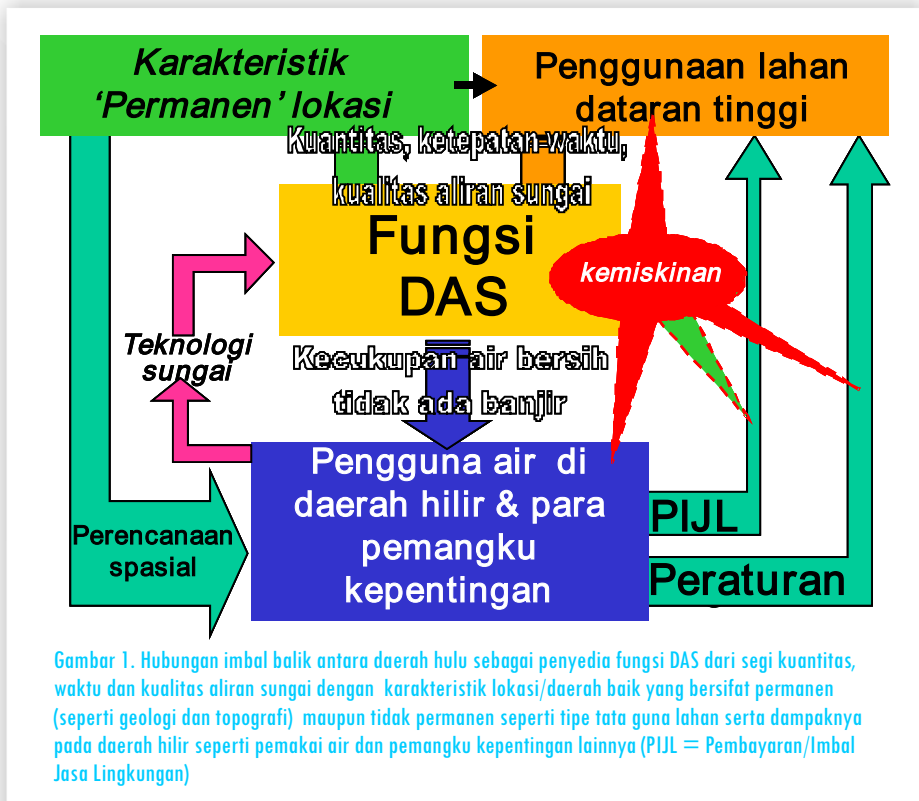 Karakteristik
‘Permanen’ lokasi
Penggunaan lahan
dataran tinggi
Kuantitas, ketepatan waktu,
kualitas aliran sungai
Fungsi
DAS
kemiskinan
Teknologi
sungai
Kecukupan air bersih
tidak ada banjir
Pengguna air di
daerah hilir & para
pemangku
kepentingan
Perencanaan
spasial
PIJL
Peraturan
Gambar 1. Hubungan imbal balik antara daerah hulu sebagai penyedia fungsi DAS dari segi kuantitas,
waktu dan kualitas aliran sungai dengan karakteristik lokasi/daerah baik yang bersifat permanen
(seperti geologi dan topografi) maupun tidak permanen seperti tipe tata guna lahan serta dampaknya
pada daerah hilir seperti pemakai air dan pemangku kepentingan lainnya (PIJL = Pembayaran/Imbal
Jasa Lingkungan)